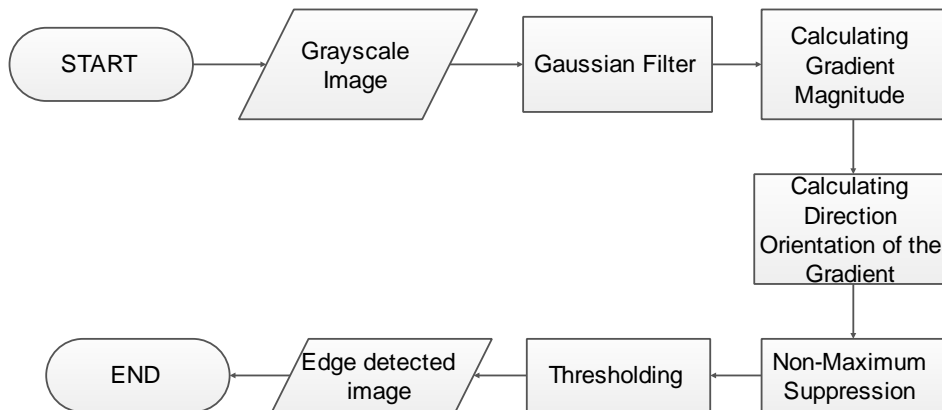 START
Grayscale
Image
Gaussian Filter
Calculating
Gradient
Magnitude
Calculating
Direction
Orientation of the
Gradient
Non-Maximum
Suppression
Thresholding
Edge detected
image
END